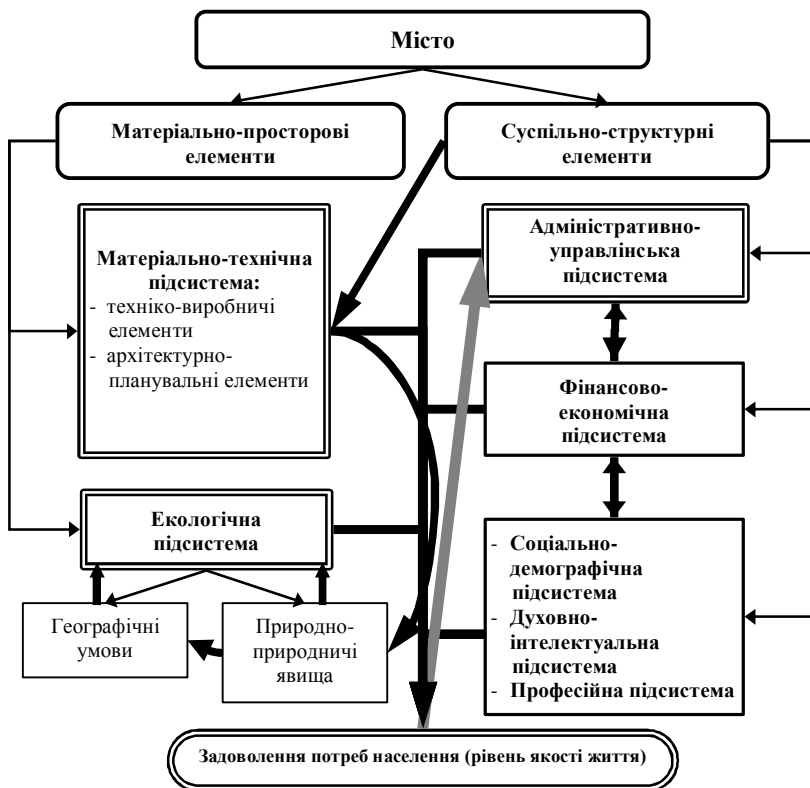 Місто
Матеріально-просторові
елементи
Суспільно-структурні
елементи
Матеріально-технічна
підсистема:
- техніко-виробничі
елементи
- архітектурно-
планувальні елементи
Адміністративно-
управлінська
підсистема
Фінансово-
економічна
підсистема
Екологічна
підсистема
- Соціально-
демографічна
підсистема
- Духовно-
інтелектуальна
підсистема
- Професійна підсистема
Географічні
умови
Природно-
природничі
явища
Задоволення потреб населення (рівень якості життя)